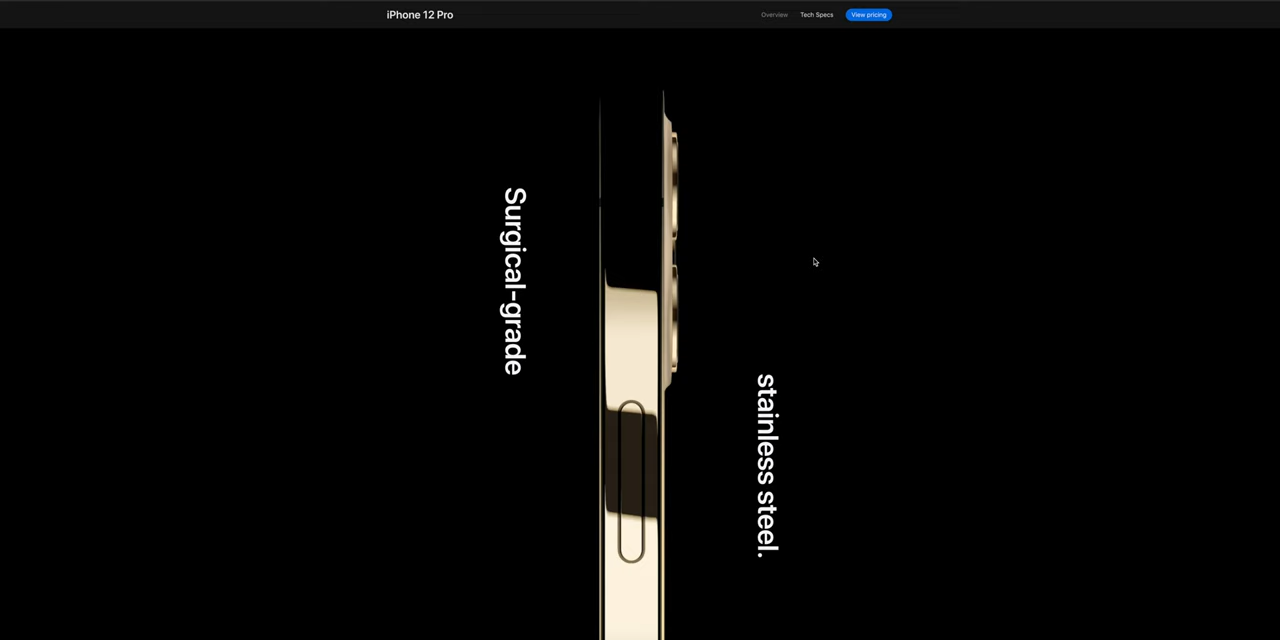 iPhone 12 Pro
Overview
Tech Specs
View pricing
Surgical-grade
stainless steel.